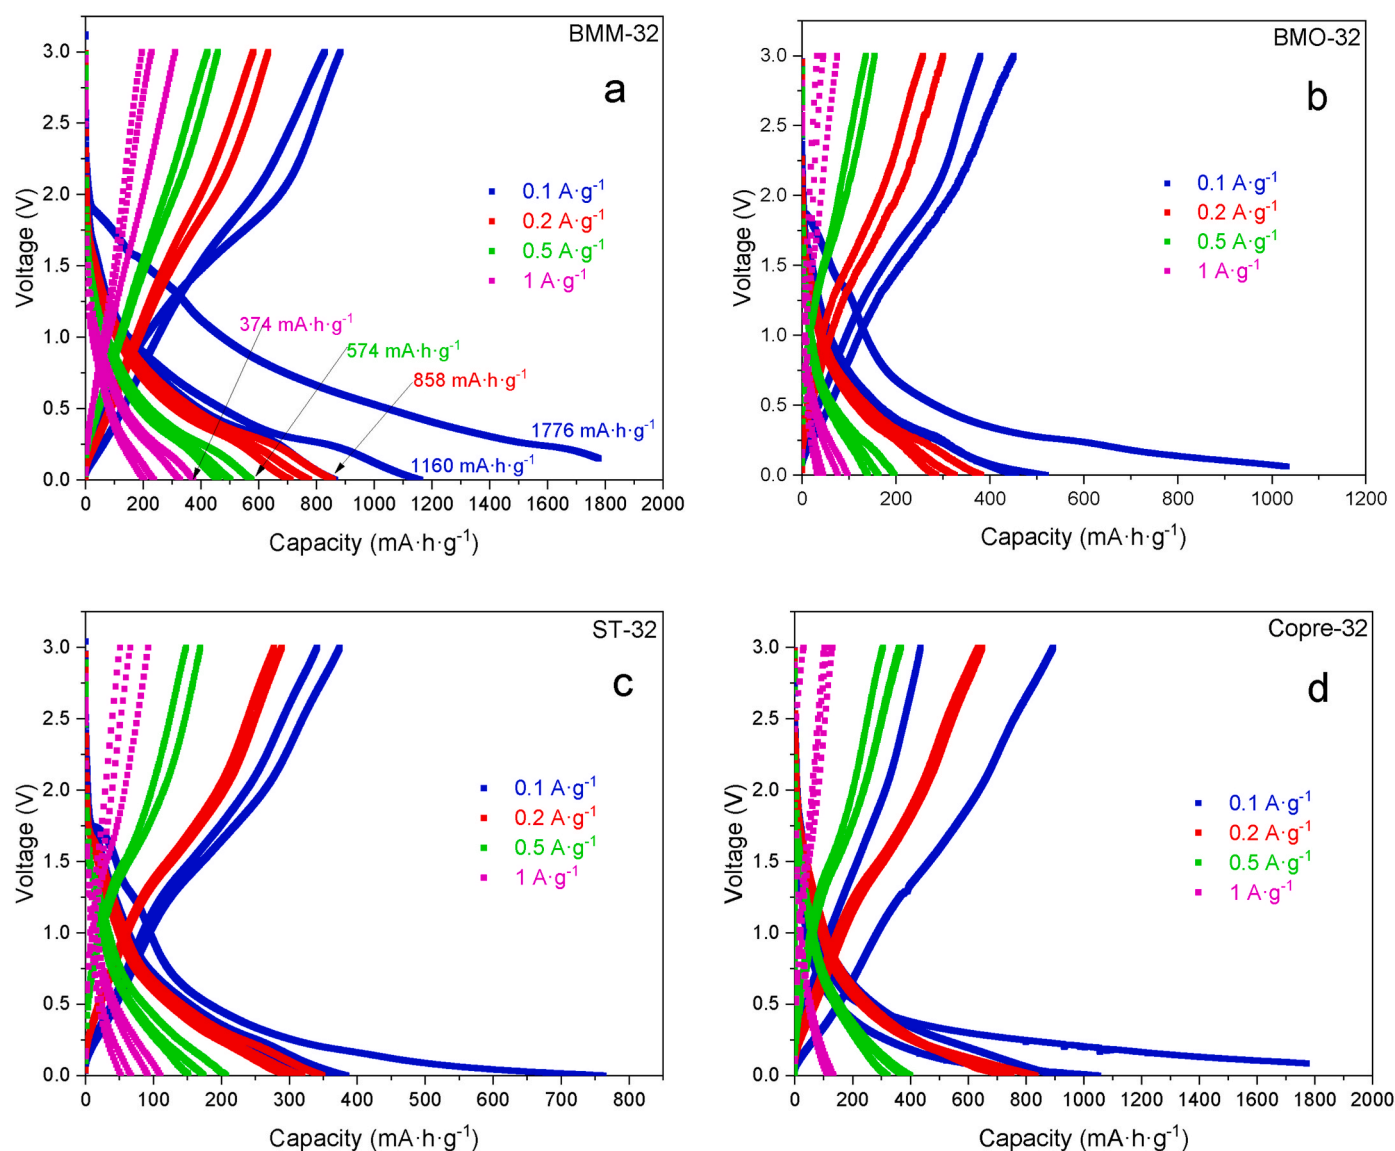 BMM-32
a
3.0
2.5
2.0
1.5
1.0
0.5
0.0
Voltage (V)
0.1 A·g⁻¹
0.2 A·g⁻¹
0.5 A·g⁻¹
1 A·g⁻¹
374 mA·h·g⁻¹
574 mA·h·g⁻¹
858 mA·h·g⁻¹
1776 mA·h·g⁻¹
1160 mA·h·g⁻¹
0 200 400 600 800 1000 1200 1400 1600 1800 2000
Capacity (mA·h·g⁻¹)
BMO-32
b
3.0
2.5
2.0
1.5
1.0
0.5
0.0
Voltage (V)
0.1 A·g⁻¹
0.2 A·g⁻¹
0.5 A·g⁻¹
1 A·g⁻¹
0 200 400 600 800 1000 1200
Capacity (mA·h·g⁻¹)
ST-32
c
3.0
2.5
2.0
1.5
1.0
0.5
0.0
Voltage (V)
0.1 A·g⁻¹
0.2 A·g⁻¹
0.5 A·g⁻¹
1 A·g⁻¹
0 100 200 300 400 500 600 700 800
Capacity (mA·h·g⁻¹)
Copre-32
d
3.0
2.5
2.0
1.5
1.0
0.5
0.0
Voltage (V)
0.1 A·g⁻¹
0.2 A·g⁻¹
0.5 A·g⁻¹
1 A·g⁻¹
0 200 400 600 800 1000 1200 1400 1600 1800 2000
Capacity (mA·h·g⁻¹)